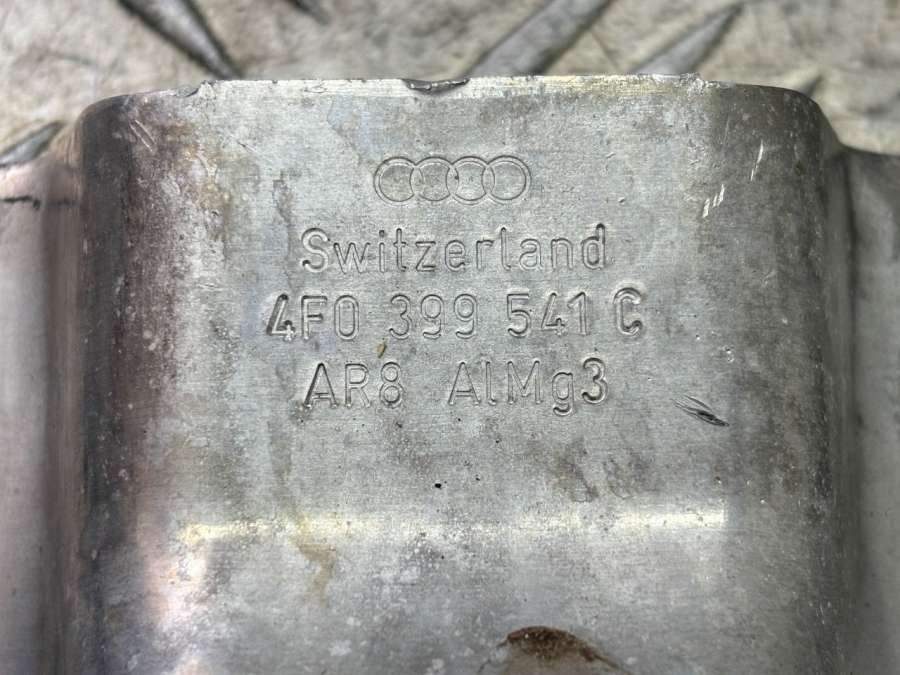 Switzerland
4F0 399 541 C
AR8 AlMg3